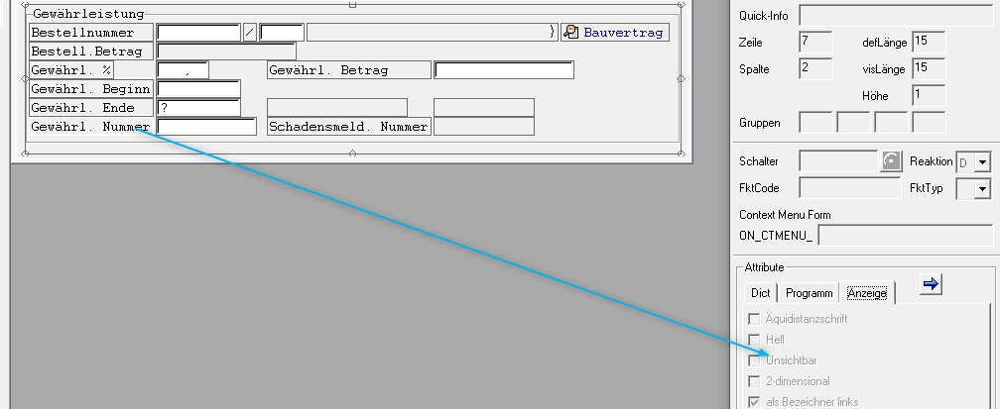 Gewährleistung
Bestellnummer / ) Bauvertrag
Bestell.Betrag
Gewährl. % , Gewährl. Betrag
Gewährl. Beginn
Gewährl. Ende ?
Gewährl. Nummer Schadensmeld. Nummer
Quick-Info
Zeile 7 defLänge 15
Spalte 2 visLänge 15
Höhe 1
Gruppen
Schalter Reaktion D
FktCode FktTyp
Context Menu Form
ON_CTMENU_
Attribute
Dict Programm Anzeige
Äquidistanzschrift
Hell
Unsichtbar
2-dimensional
als Bezeichner links